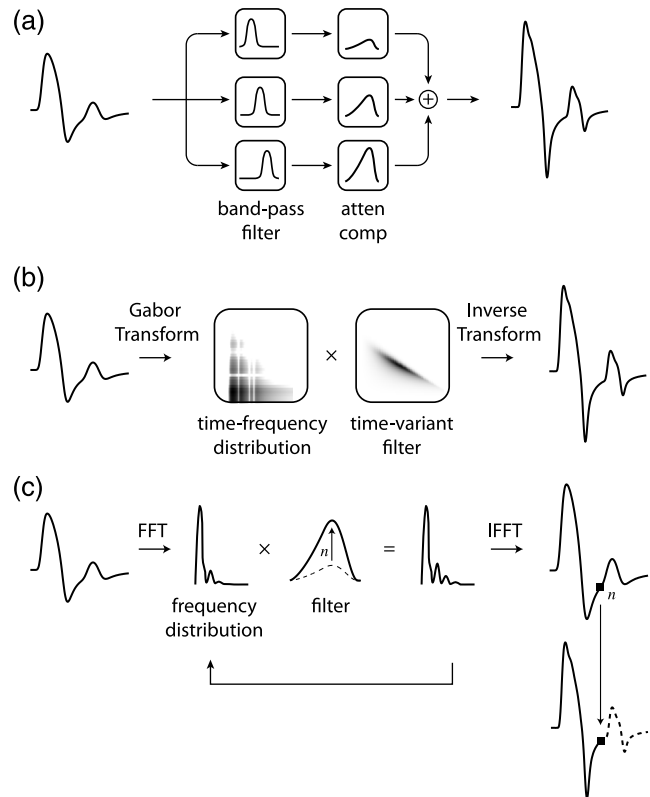 (a)
band-pass
filter
atten
comp
(b)
Gabor
Transform
×
Inverse
Transform
time-frequency
distribution
time-variant
filter
(c)
FFT
×
n
=
IFFT
n
frequency
distribution
filter